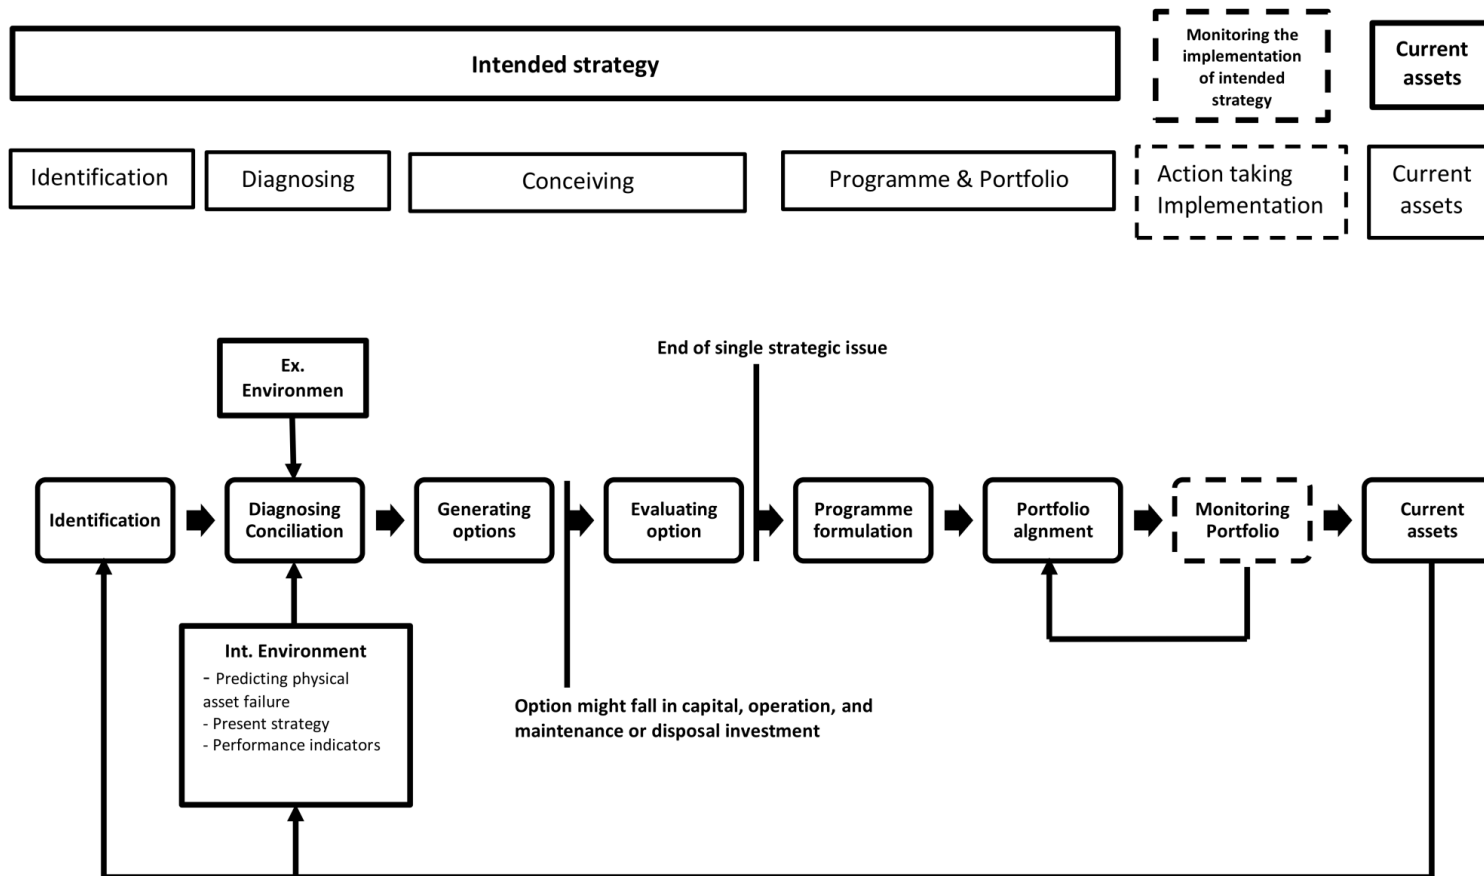 Intended strategy
Monitoring the
implementation
of intended
strategy
Current
assets
Identification
Diagnosing
Conceiving
Programme & Portfolio
Action taking
Implementation
Current
assets
Ex.
Environmen
End of single strategic issue
Identification
Diagnosing
Conciliation
Generating
options
Evaluating
option
Programme
formulation
Portfolio
algnment
Monitoring
Portfolio
Current
assets
Int. Environment
- Predicting physical
asset failure
- Present strategy
- Performance indicators
Option might fall in capital, operation, and
maintenance or disposal investment